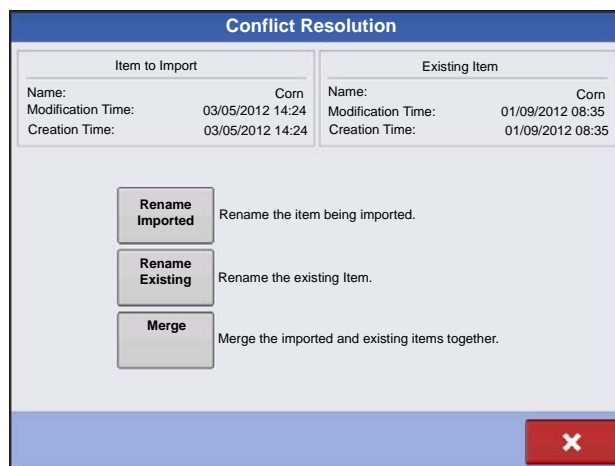 Conflict Resolution
Item to Import
Name: Corn
Modification Time: 03/05/2012 14:24
Creation Time: 03/05/2012 14:24
Existing Item
Name: Corn
Modification Time: 01/09/2012 08:35
Creation Time: 01/09/2012 08:35
Rename
Imported
Rename the item being imported.
Rename
Existing
Rename the existing Item.
Merge
Merge the imported and existing items together.